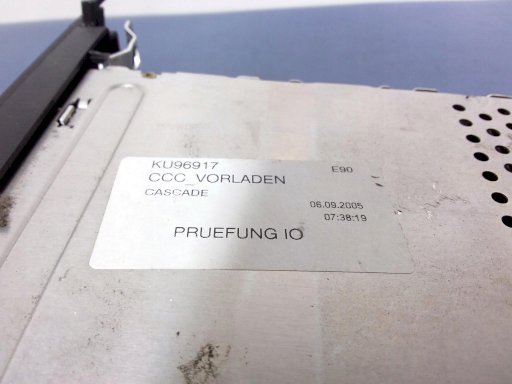 KU96917 E90
CCC_VORLADEN
CASCADE
06.09.2005
07:38:19
PRUEFUNG IO